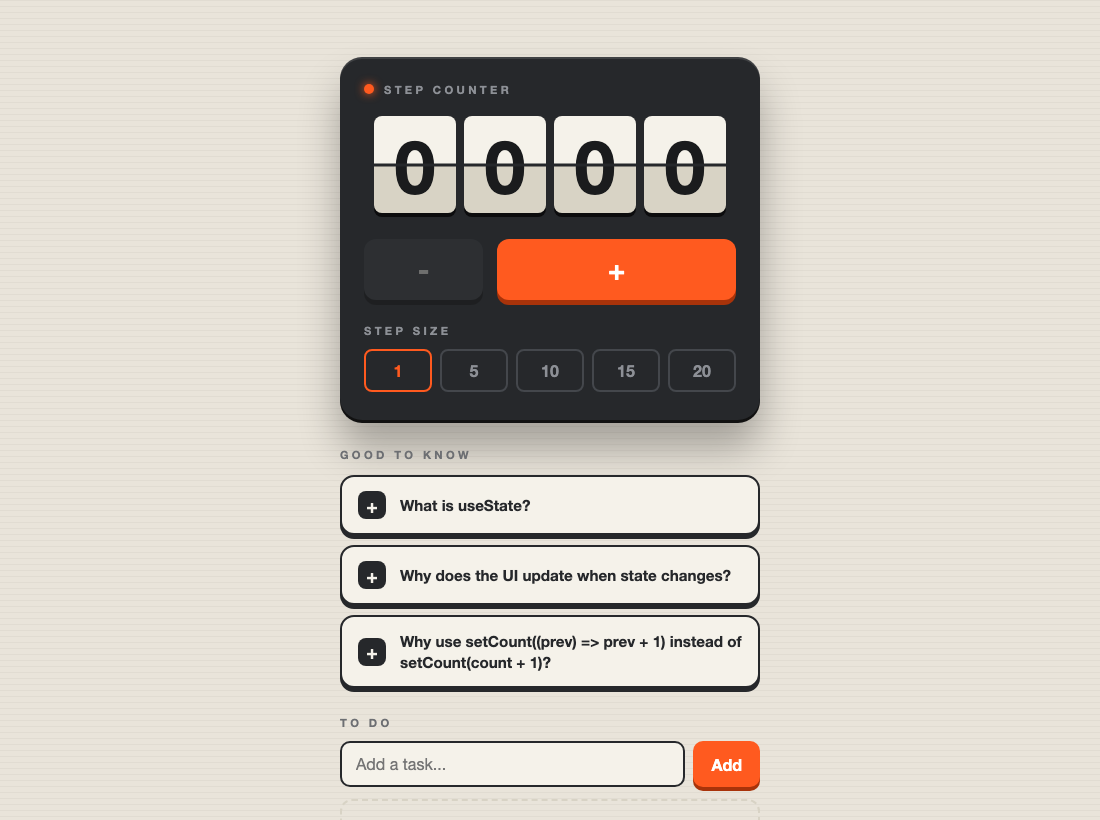 STEP COUNTER
0 0 0 0
- +
STEP SIZE
1 5 10 15 20
GOOD TO KNOW
+ What is useState?
+ Why does the UI update when state changes?
+ Why use setCount((prev) => prev + 1) instead of
setCount(count + 1)?
TO DO
Add a task... Add